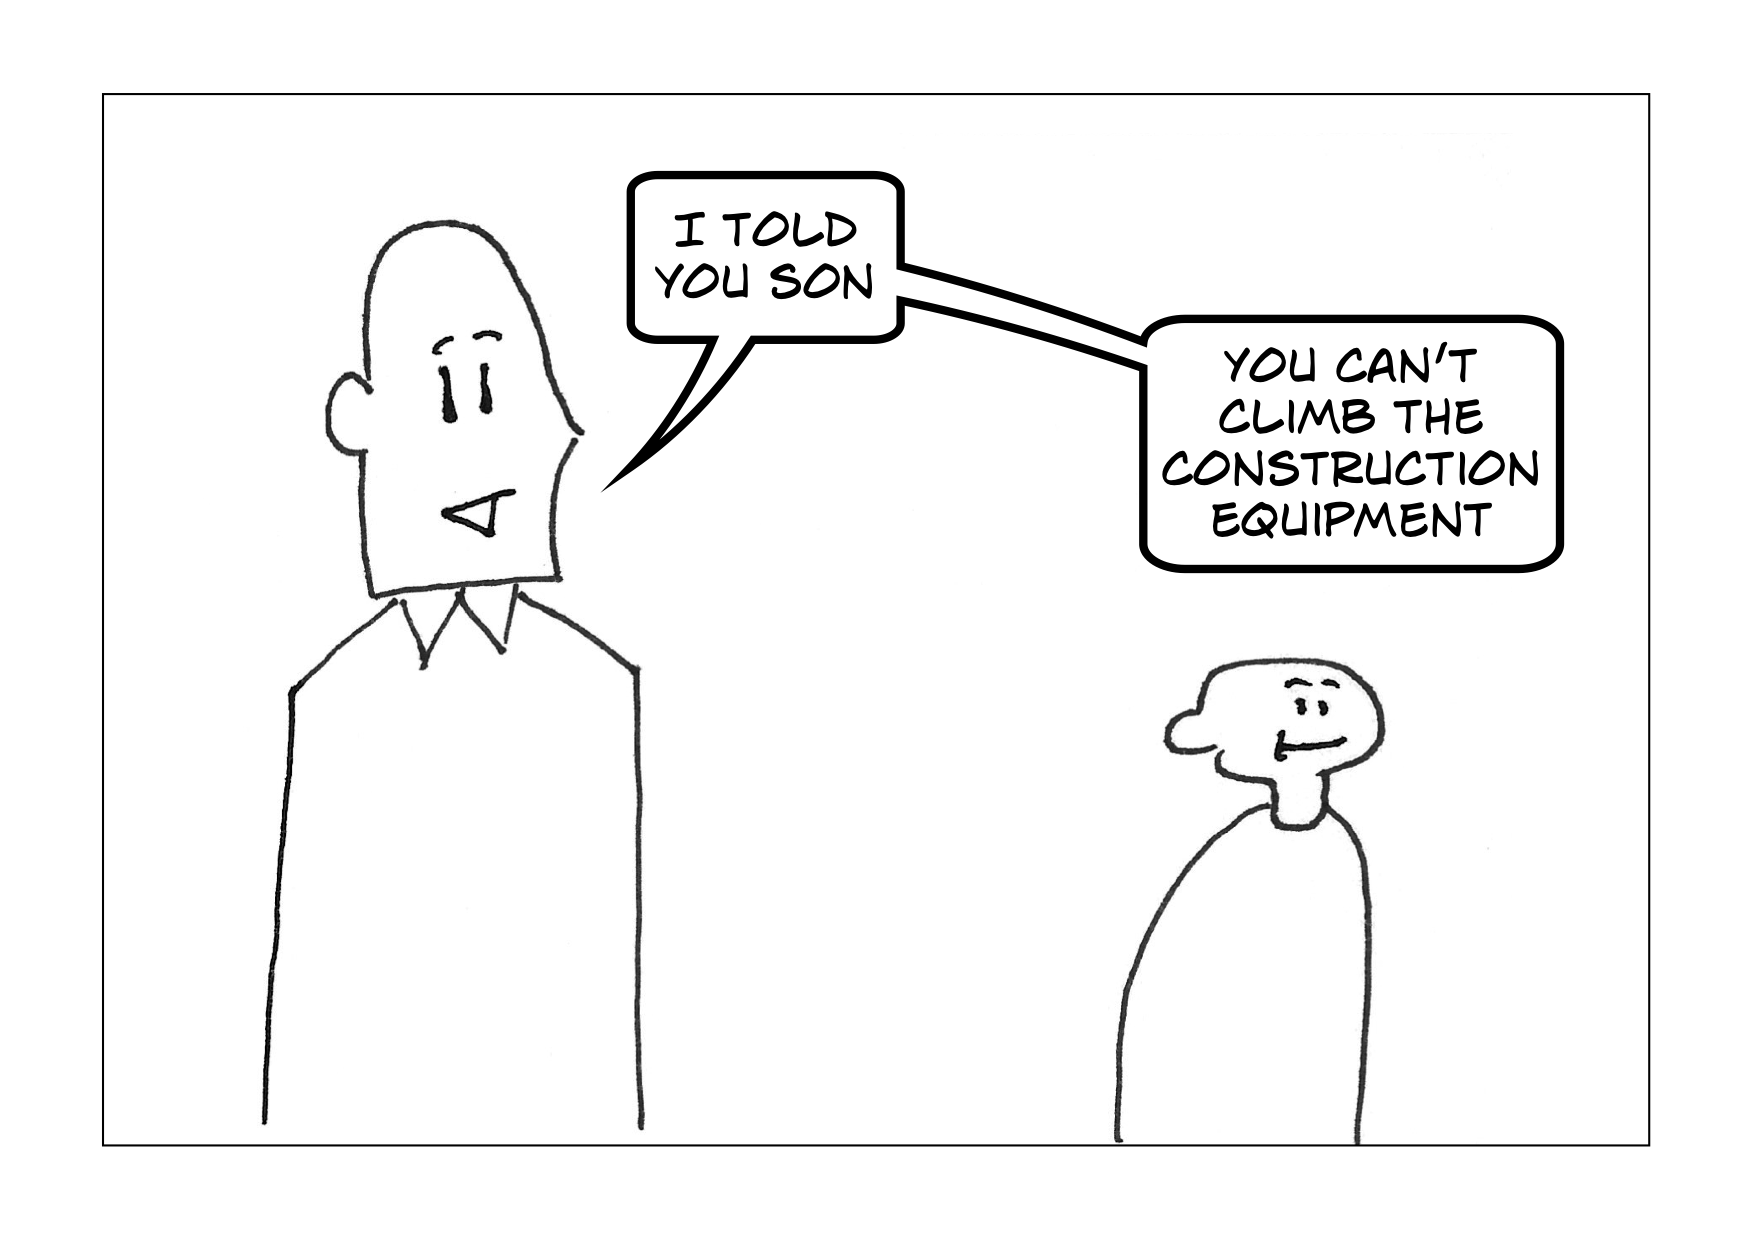 I TOLD
YOU SON
YOU CAN'T
CLIMB THE
CONSTRUCTION
EQUIPMENT